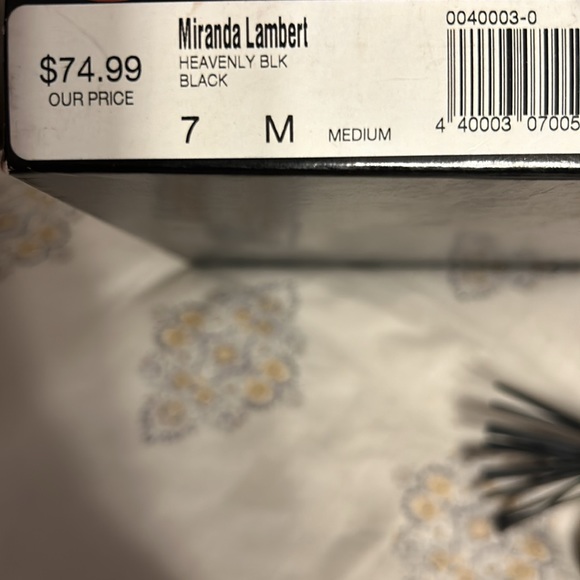 0040003-0
Miranda Lambert
HEAVENLY BLK
BLACK
$74.99
OUR PRICE
7 M MEDIUM
4 40003 07005